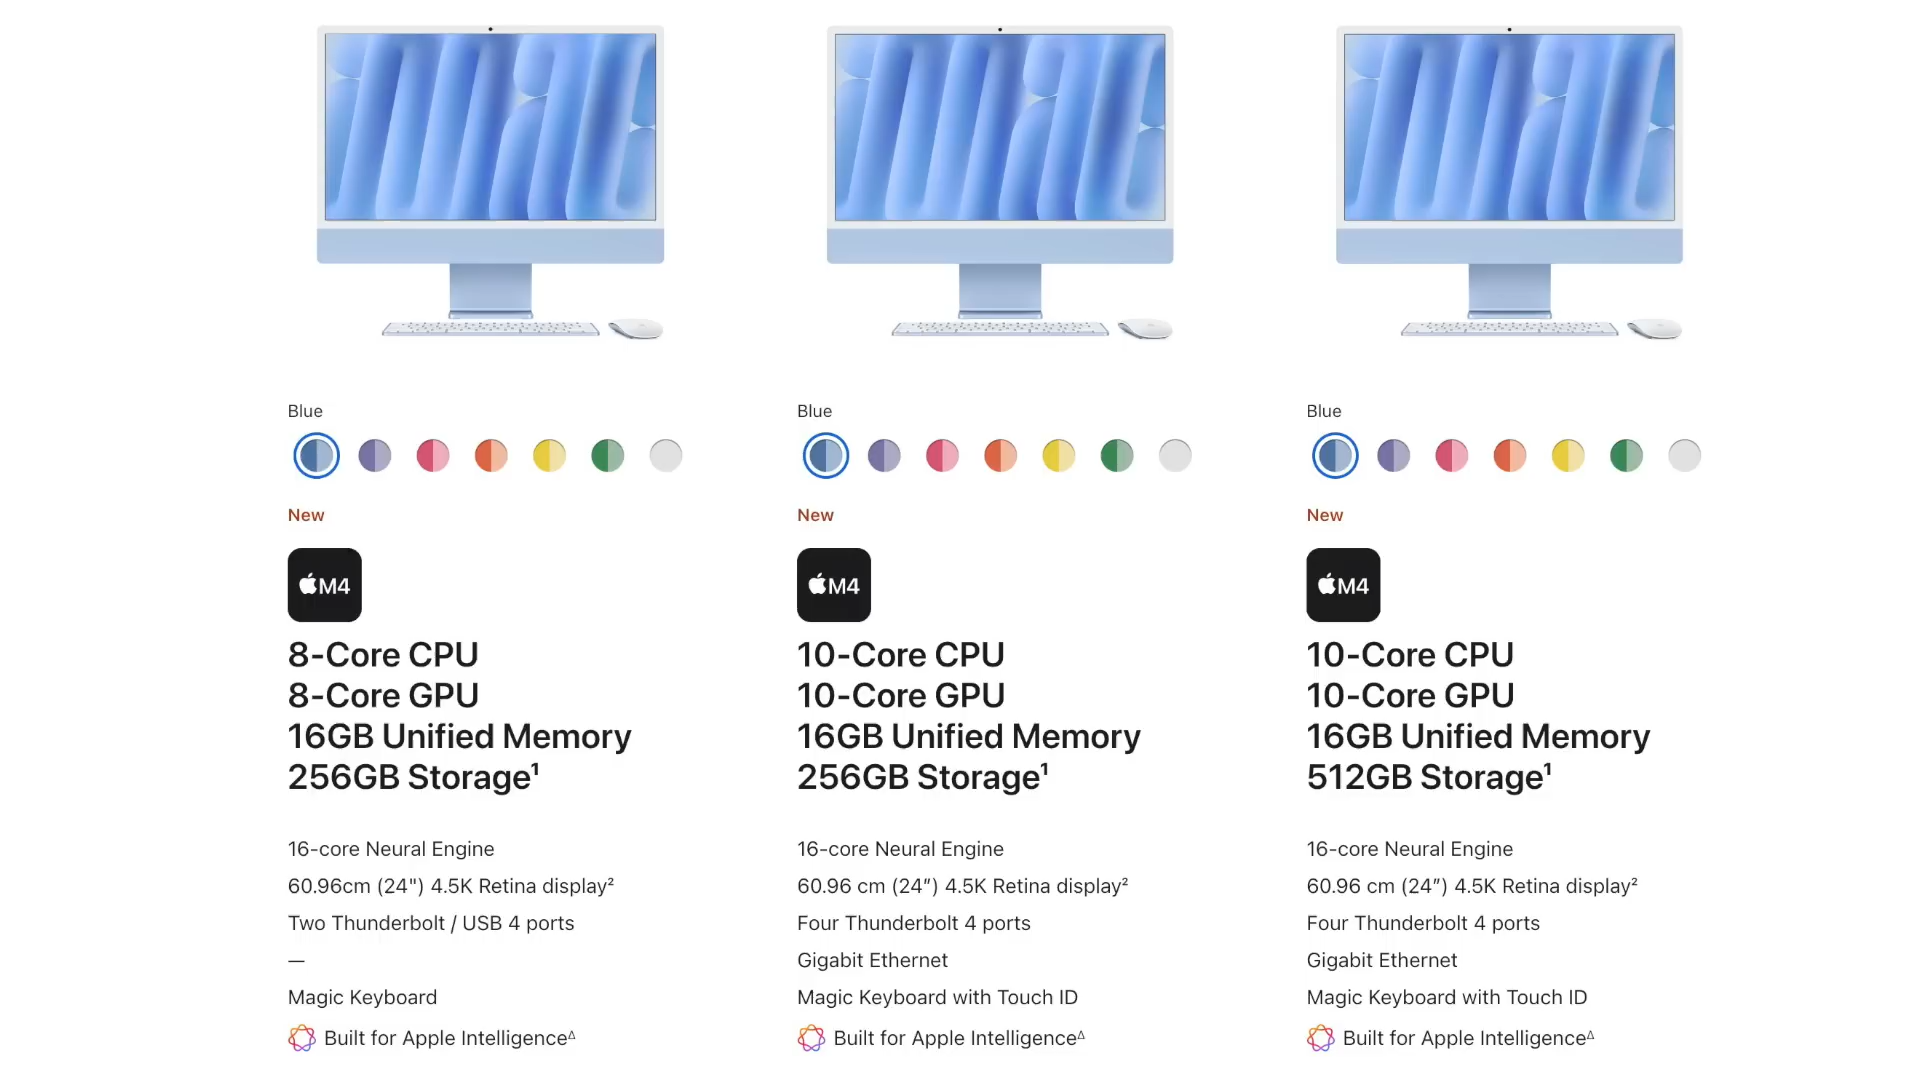 Blue
New
M4
8-Core CPU
8-Core GPU
16GB Unified Memory
256GB Storage¹
16-core Neural Engine
60.96cm (24") 4.5K Retina display²
Two Thunderbolt / USB 4 ports
—
Magic Keyboard
Built for Apple Intelligence∆
Blue
New
M4
10-Core CPU
10-Core GPU
16GB Unified Memory
256GB Storage¹
16-core Neural Engine
60.96 cm (24″) 4.5K Retina display²
Four Thunderbolt 4 ports
Gigabit Ethernet
Magic Keyboard with Touch ID
Built for Apple Intelligence∆
Blue
New
M4
10-Core CPU
10-Core GPU
16GB Unified Memory
512GB Storage¹
16-core Neural Engine
60.96 cm (24″) 4.5K Retina display²
Four Thunderbolt 4 ports
Gigabit Ethernet
Magic Keyboard with Touch ID
Built for Apple Intelligence∆